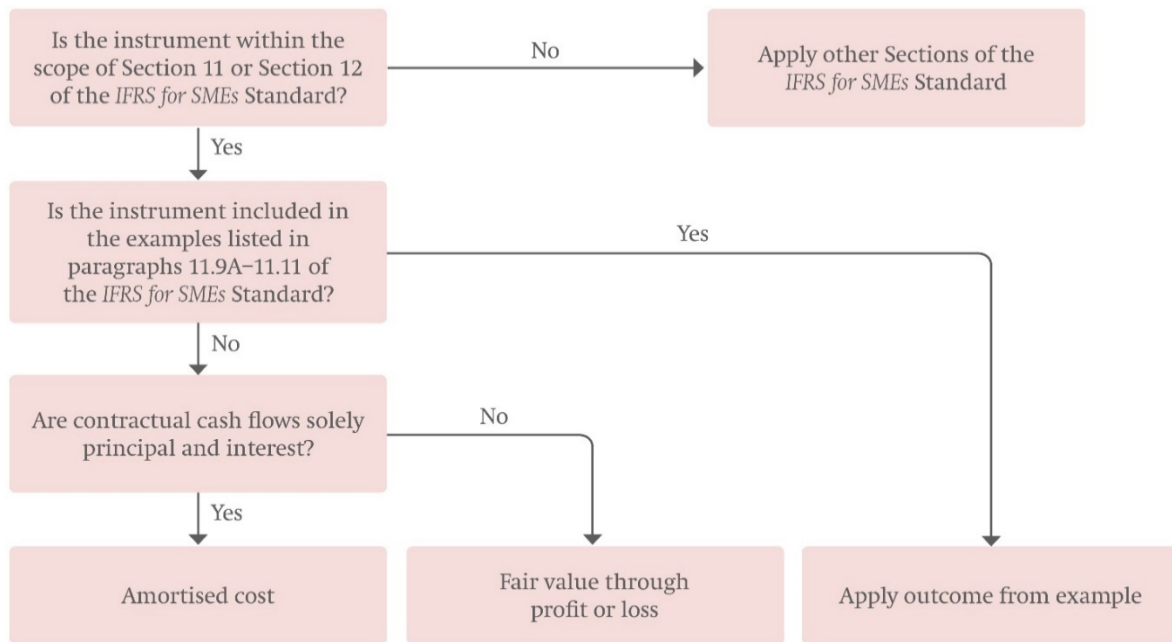 Is the instrument within the
scope of Section 11 or Section 12
of the IFRS for SMEs Standard?
No
Apply other Sections of the
IFRS for SMEs Standard
Yes
Is the instrument included in
the examples listed in
paragraphs 11.9A–11.11 of
the IFRS for SMEs Standard?
Yes
No
Are contractual cash flows solely
principal and interest?
No
Yes
Amortised cost
Fair value through
profit or loss
Apply outcome from example